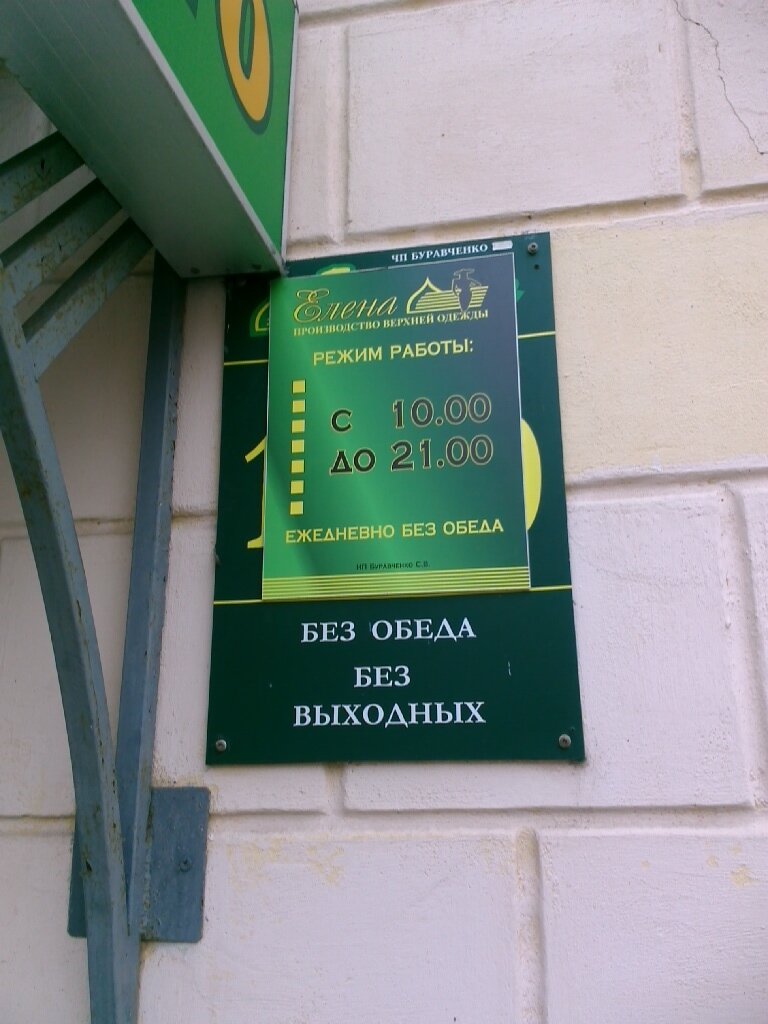 ЧП БУРАВЧЕНКО
Елена
ПРОИЗВОДСТВО ВЕРХНЕЙ ОДЕЖДЫ
РЕЖИМ РАБОТЫ:
С 10.00
ДО 21.00
ЕЖЕДНЕВНО БЕЗ ОБЕДА
ИП БУРАВЧЕНКО С.В.
БЕЗ ОБЕДА
БЕЗ
ВЫХОДНЫХ